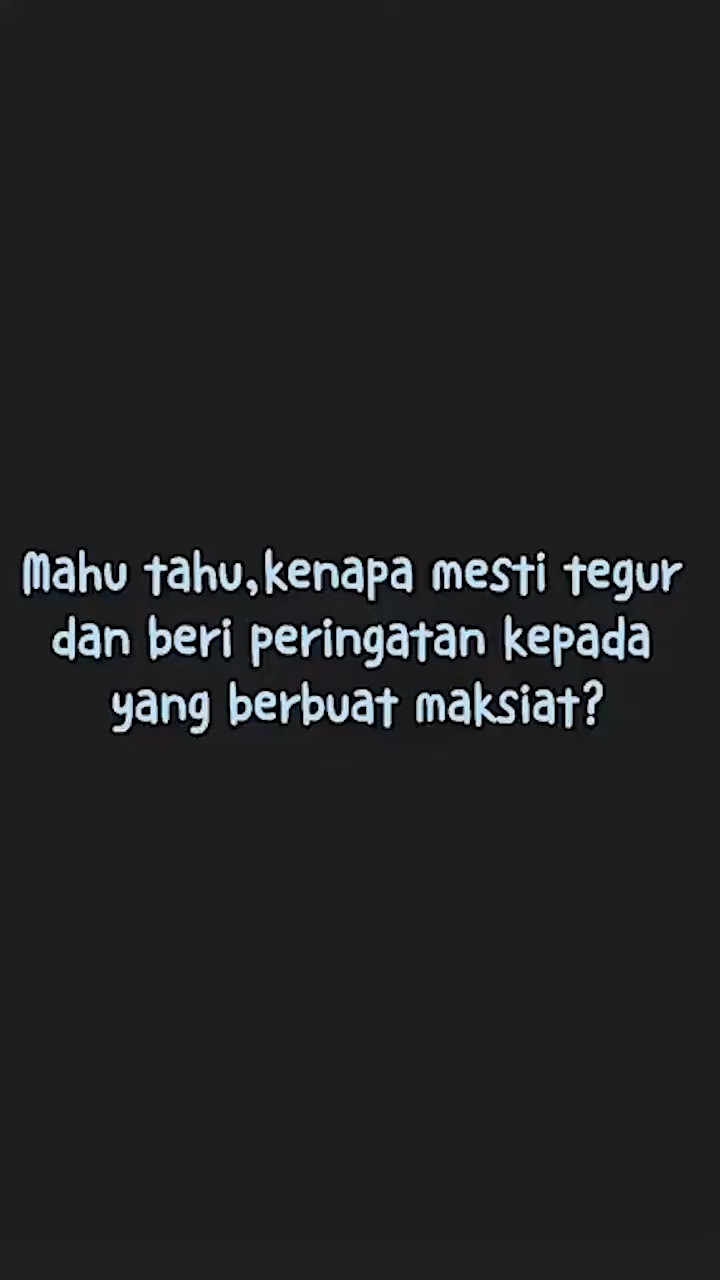 Mahu tahu,kenapa mesti tegur
dan beri peringatan kepada
yang berbuat maksiat?